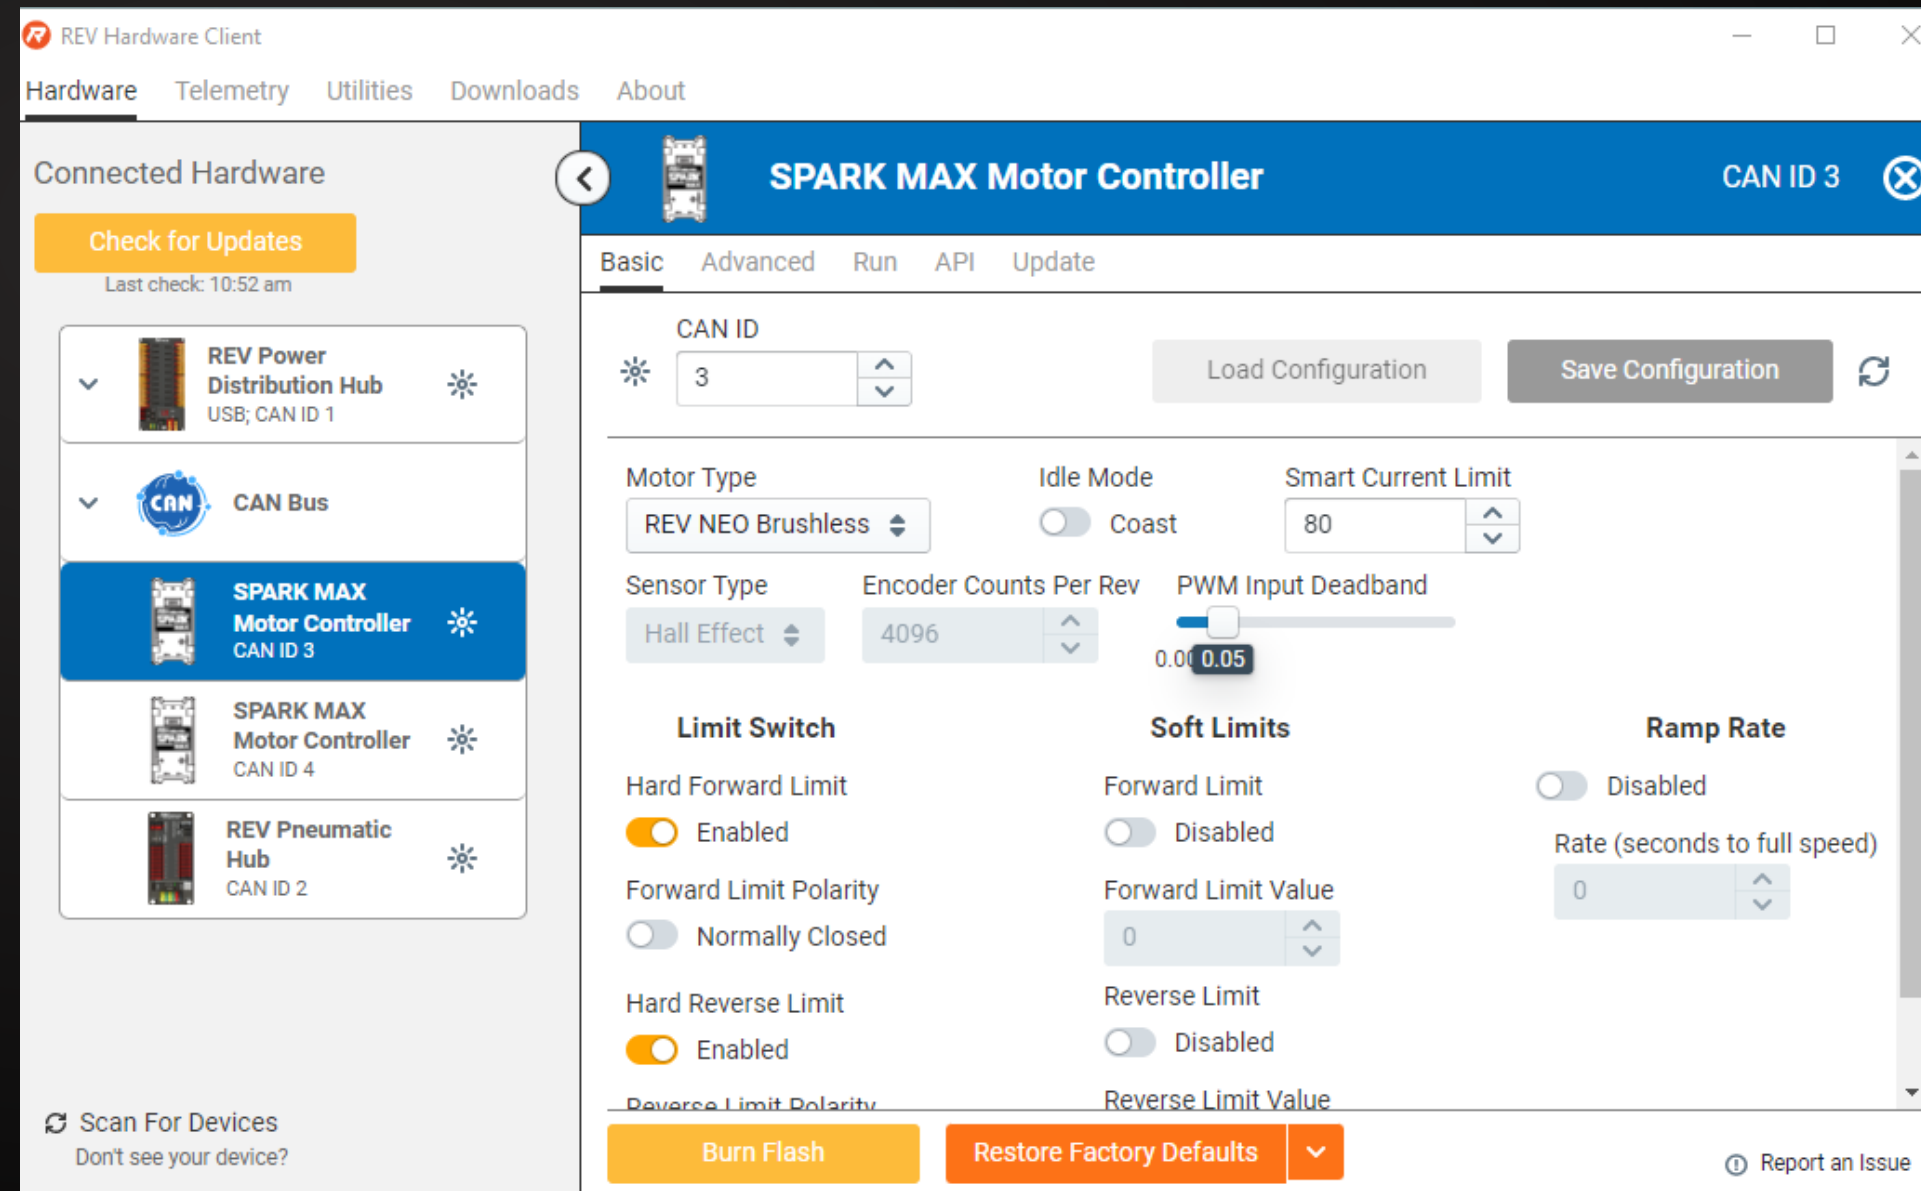 REV Hardware Client
Hardware Telemetry Utilities Downloads About
Connected Hardware
Check for Updates
Last check: 10:52 am
REV Power
Distribution Hub
USB; CAN ID 1
CAN
CAN Bus
SPARK MAX
Motor Controller
CAN ID 3
SPARK MAX
Motor Controller
CAN ID 4
REV Pneumatic
Hub
CAN ID 2
Scan For Devices
Don't see your device?
SPARK MAX Motor Controller
CAN ID 3
Basic Advanced Run API Update
CAN ID
3
Load Configuration
Save Configuration
Motor Type
REV NEO Brushless
Idle Mode
Coast
Smart Current Limit
80
Sensor Type
Hall Effect
Encoder Counts Per Rev
4096
PWM Input Deadband
0.05
Limit Switch
Hard Forward Limit
Enabled
Forward Limit Polarity
Normally Closed
Hard Reverse Limit
Enabled
Reverse Limit Polarity
Soft Limits
Forward Limit
Disabled
Forward Limit Value
0
Reverse Limit
Disabled
Reverse Limit Value
Ramp Rate
Disabled
Rate (seconds to full speed)
0
Burn Flash
Restore Factory Defaults
Report an Issue